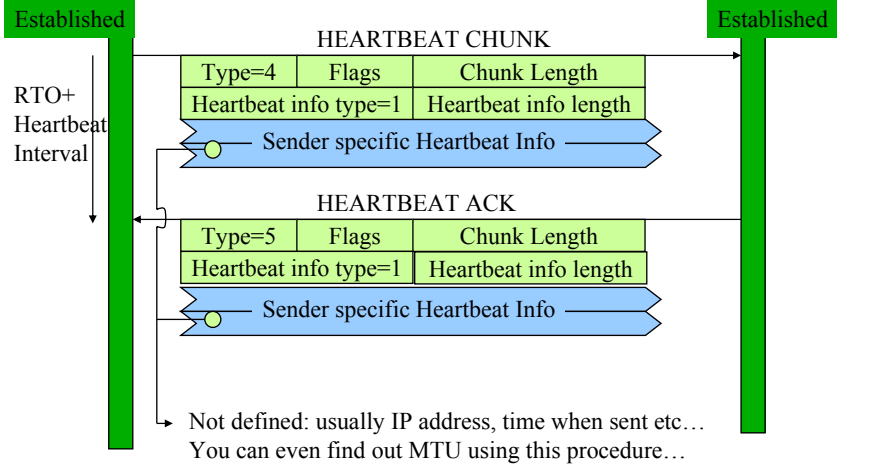 Established
Established
HEARTBEAT CHUNK
Type=4 Flags Chunk Length
Heartbeat info type=1 Heartbeat info length
Sender specific Heartbeat Info
RTO+
Heartbeat
Interval
HEARTBEAT ACK
Type=5 Flags Chunk Length
Heartbeat info type=1 Heartbeat info length
Sender specific Heartbeat Info
Not defined: usually IP address, time when sent etc…
You can even find out MTU using this procedure…